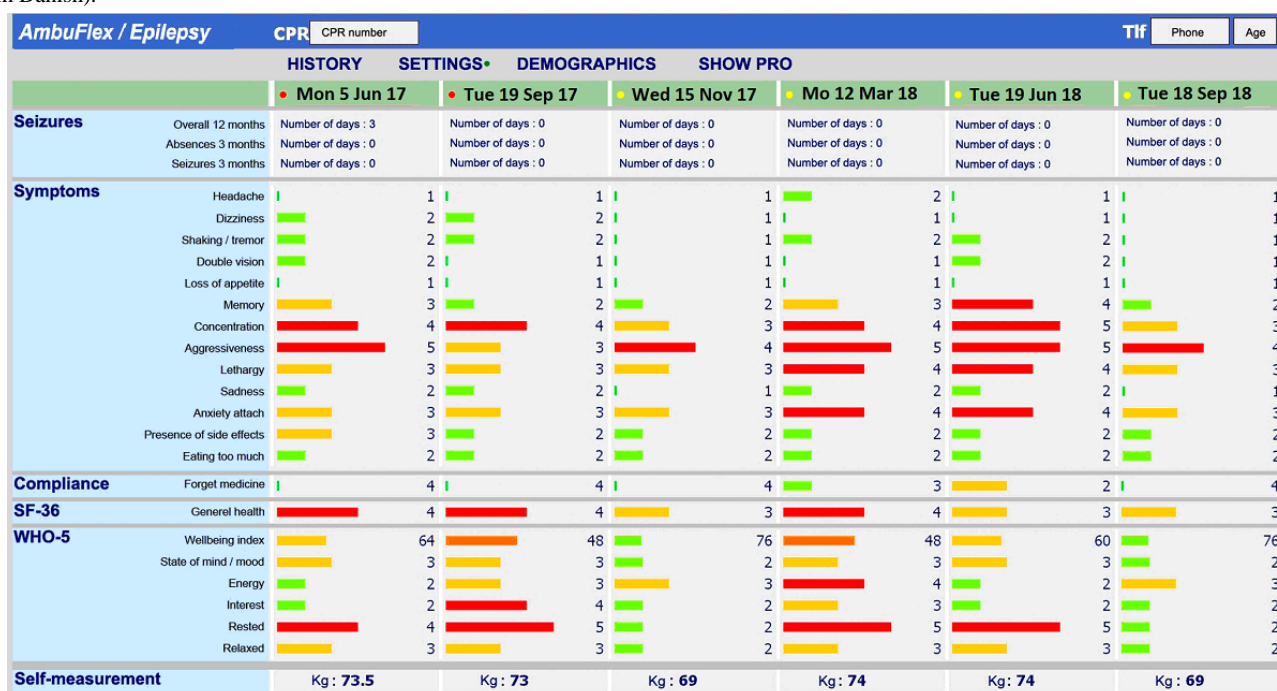 n Danish).
AmbuFlex / Epilepsy CPR CPR number Tlf Phone Age
HISTORY SETTINGS• DEMOGRAPHICS SHOW PRO
Mon 5 Jun 17 Tue 19 Sep 17 Wed 15 Nov 17 Mo 12 Mar 18 Tue 19 Jun 18 Tue 18 Sep 18
Seizures Overall 12 months Number of days : 3 Number of days : 0 Number of days : 0 Number of days : 0 Number of days : 0 Number of days : 0
Absences 3 months Number of days : 0 Number of days : 0 Number of days : 0 Number of days : 0 Number of days : 0 Number of days : 0
Seizures 3 months Number of days : 0 Number of days : 0 Number of days : 0 Number of days : 0 Number of days : 0 Number of days : 0
Symptoms Headache 1 1 1 2 1 1
Dizziness 2 2 1 1 1 1
Shaking / tremor 2 2 1 2 2 1
Double vision 2 1 1 1 2 1
Loss of appetite 1 1 1 1 1 1
Memory 3 2 2 3 4 2
Concentration 4 4 3 4 5 3
Aggressiveness 5 3 4 5 5 4
Lethargy 3 3 3 4 4 3
Sadness 2 2 1 2 2 1
Anxiety attach 3 3 3 4 4 3
Presence of side effects 3 2 2 2 2 2
Eating too much 2 2 2 2 2 2
Compliance Forget medicine 4 4 4 3 2 4
SF-36 Generel health 4 4 3 4 3 3
WHO-5 Wellbeing index 64 48 76 48 60 76
State of mind / mood 3 3 2 3 3 2
Energy 2 3 3 4 2 3
Interest 2 4 2 3 2 2
Rested 4 5 2 5 5 2
Relaxed 3 3 2 3 3 2
Self-measurement Kg : 73.5 Kg : 73 Kg : 69 Kg : 74 Kg : 74 Kg : 69